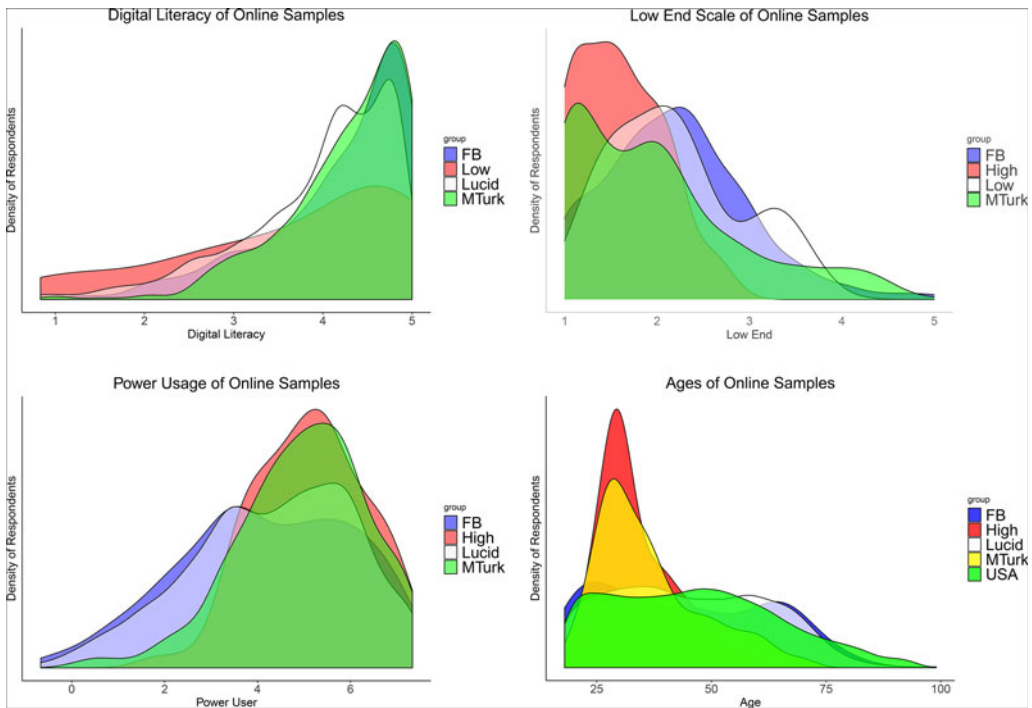 Digital Literacy of Online Samples
Density of Respondents
group
FB
Low
Lucid
MTurk
1 2 3 4 5
Digital Literacy
Low End Scale of Online Samples
Density of Respondents
group
FB
High
Low
MTurk
1 2 3 4 5
Low End
Power Usage of Online Samples
Density of Respondents
group
FB
High
Lucid
MTurk
0 2 4 6
Power User
Ages of Online Samples
Density of Respondents
group
FB
High
Lucid
MTurk
USA
25 50 75 100
Age